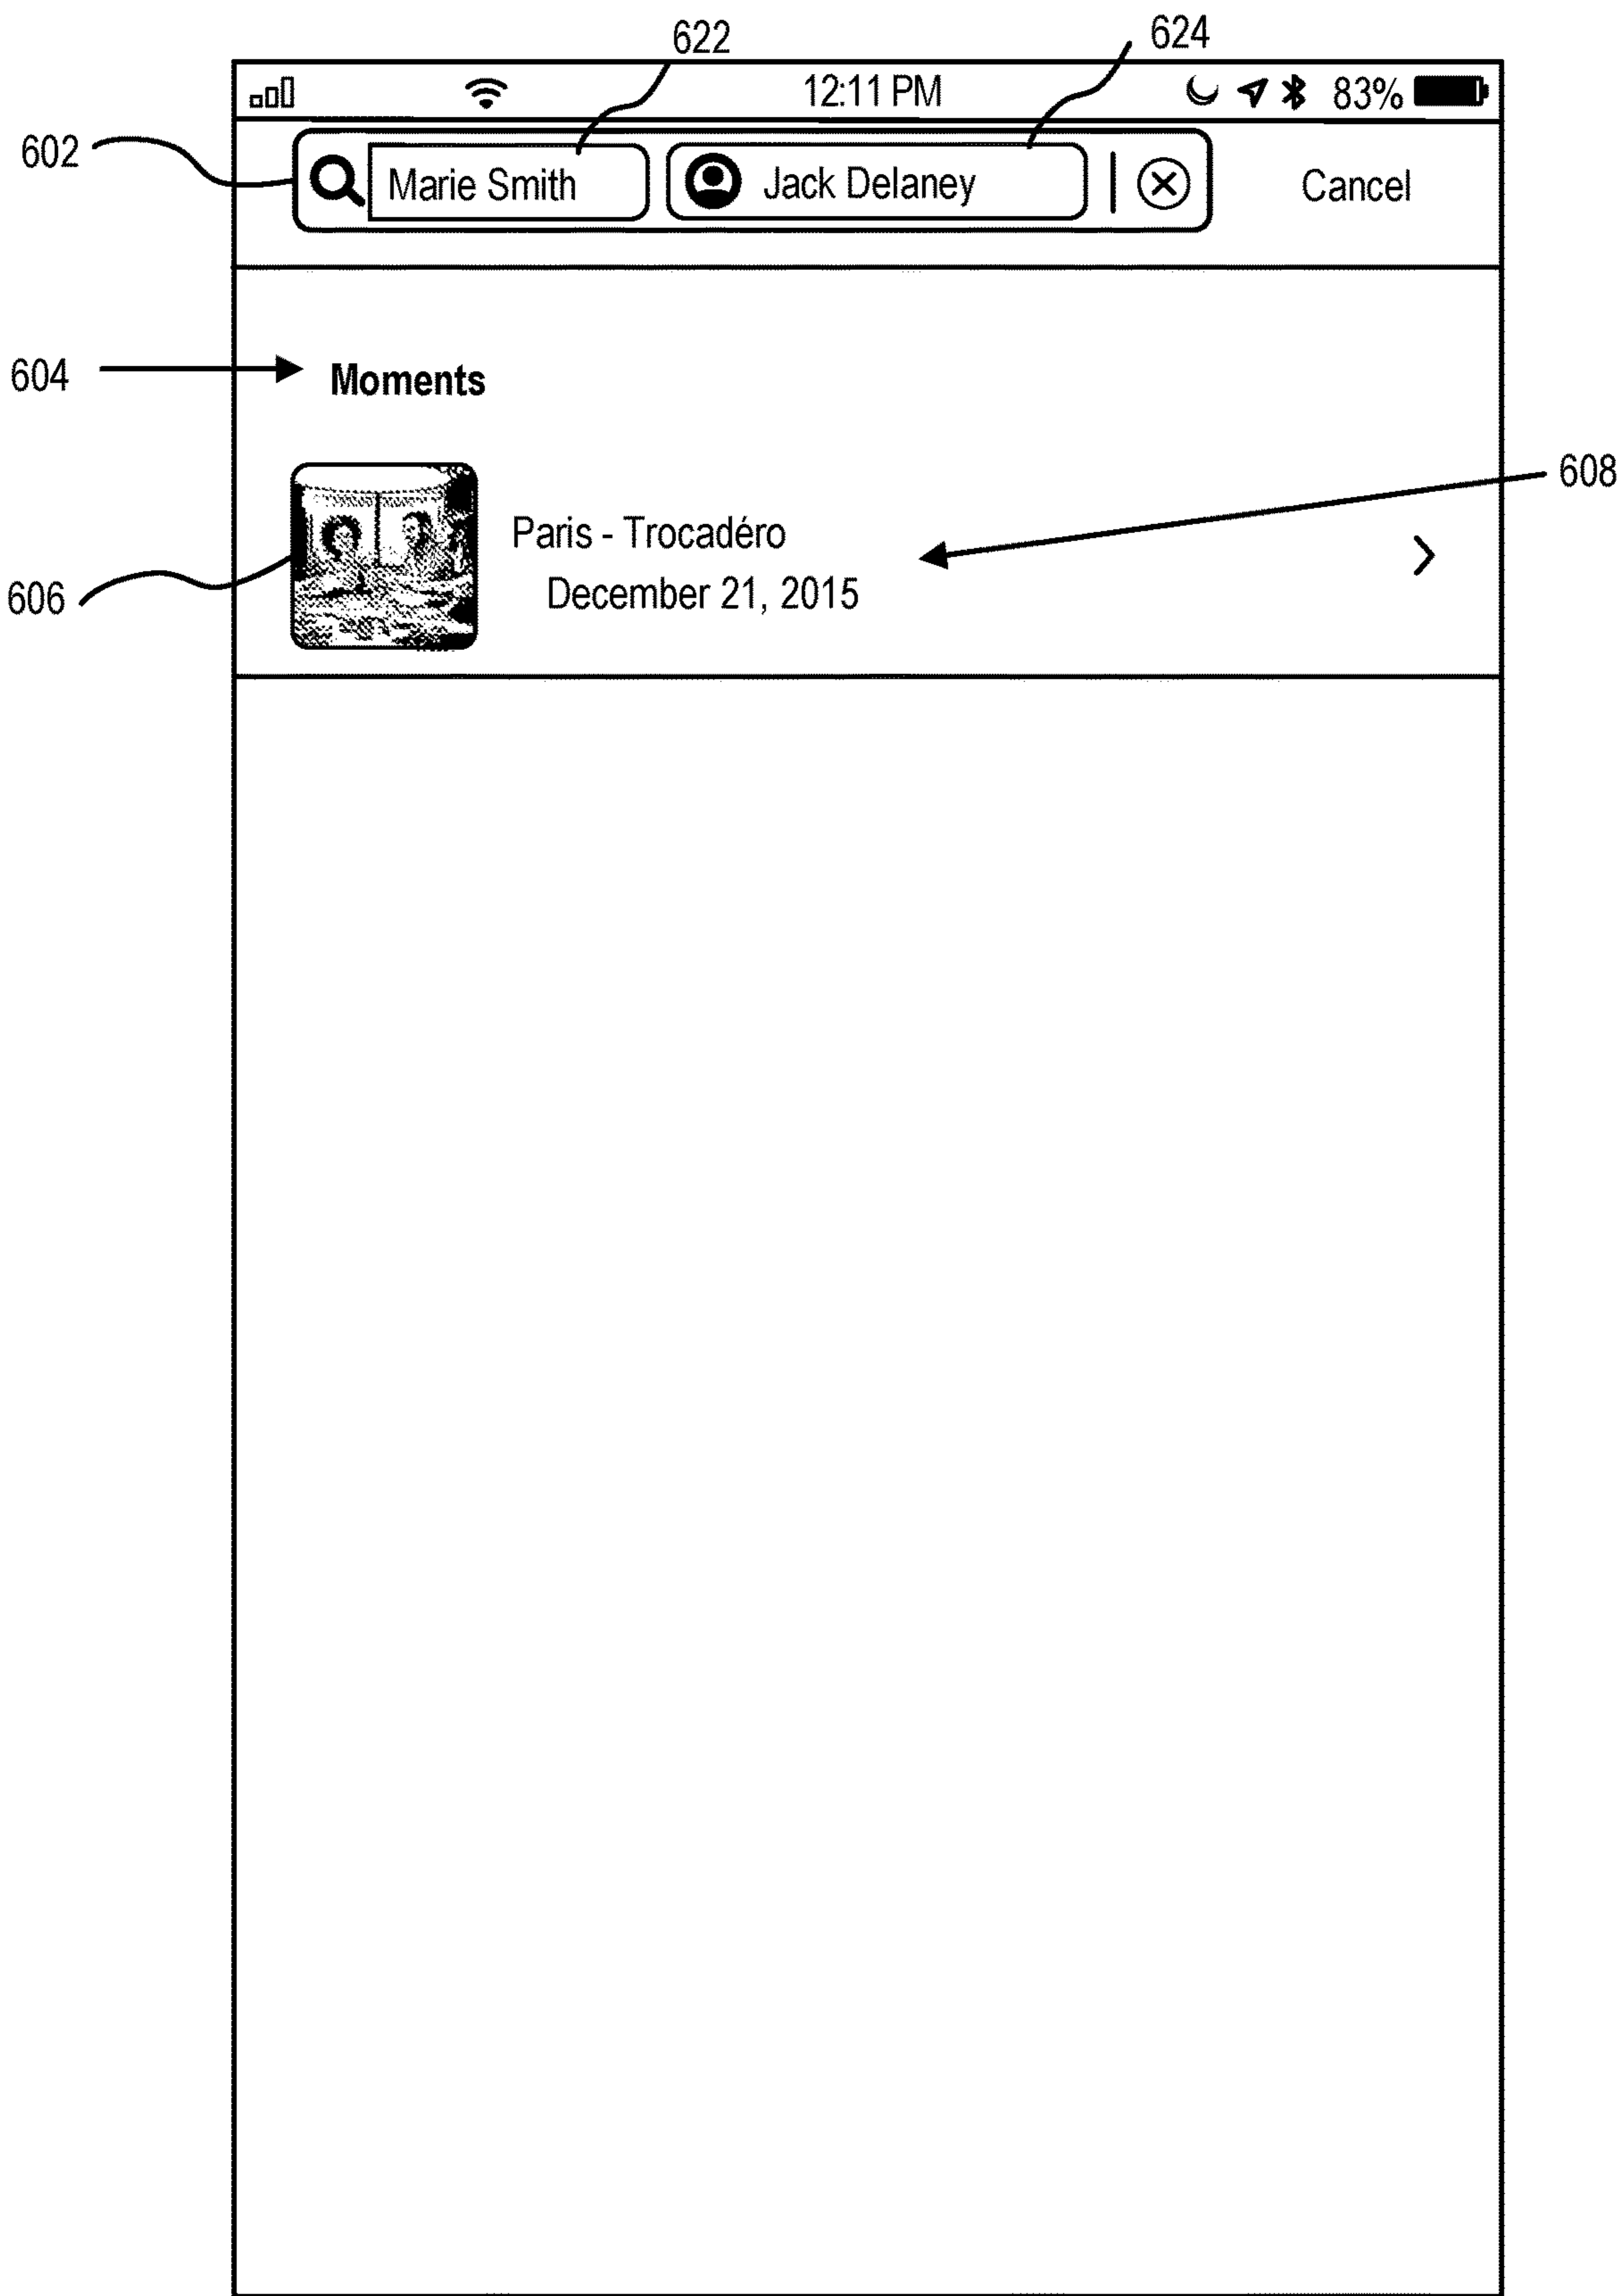 622
624
12:11 PM
83%
602
Marie Smith
Jack Delaney
Cancel
604
Moments
608
Paris - Trocadéro
606
December 21, 2015